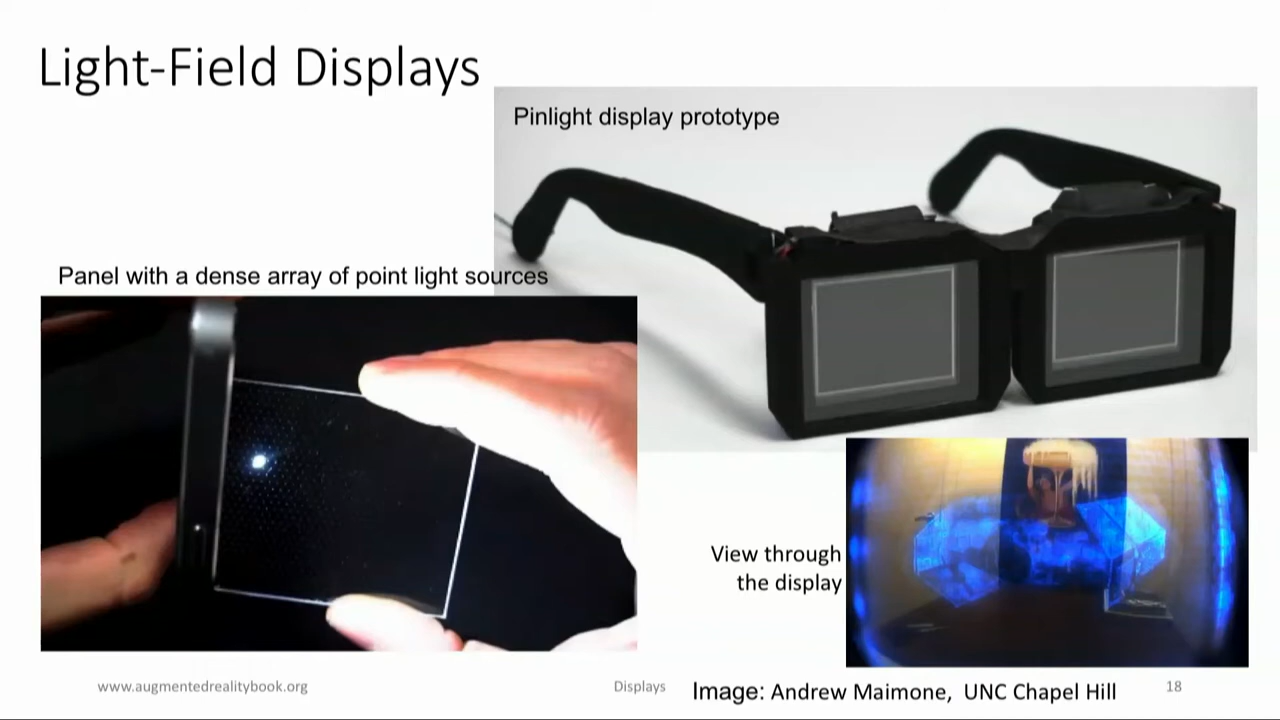 Light-Field Displays
Pinlight display prototype
Panel with a dense array of point light sources
View through
the display
www.augmentedrealitybook.org
Displays
Image: Andrew Maimone, UNC Chapel Hill
18